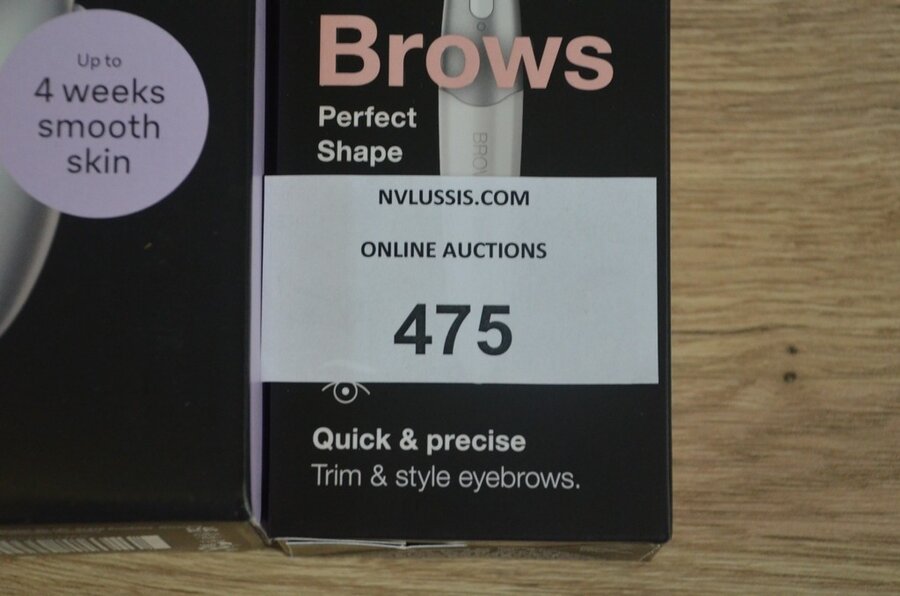 Up to
4 weeks
smooth
skin
Brows
Perfect
Shape
BROW
NVLUSSIS.COM
ONLINE AUCTIONS
475
Quick & precise
Trim & style eyebrows.